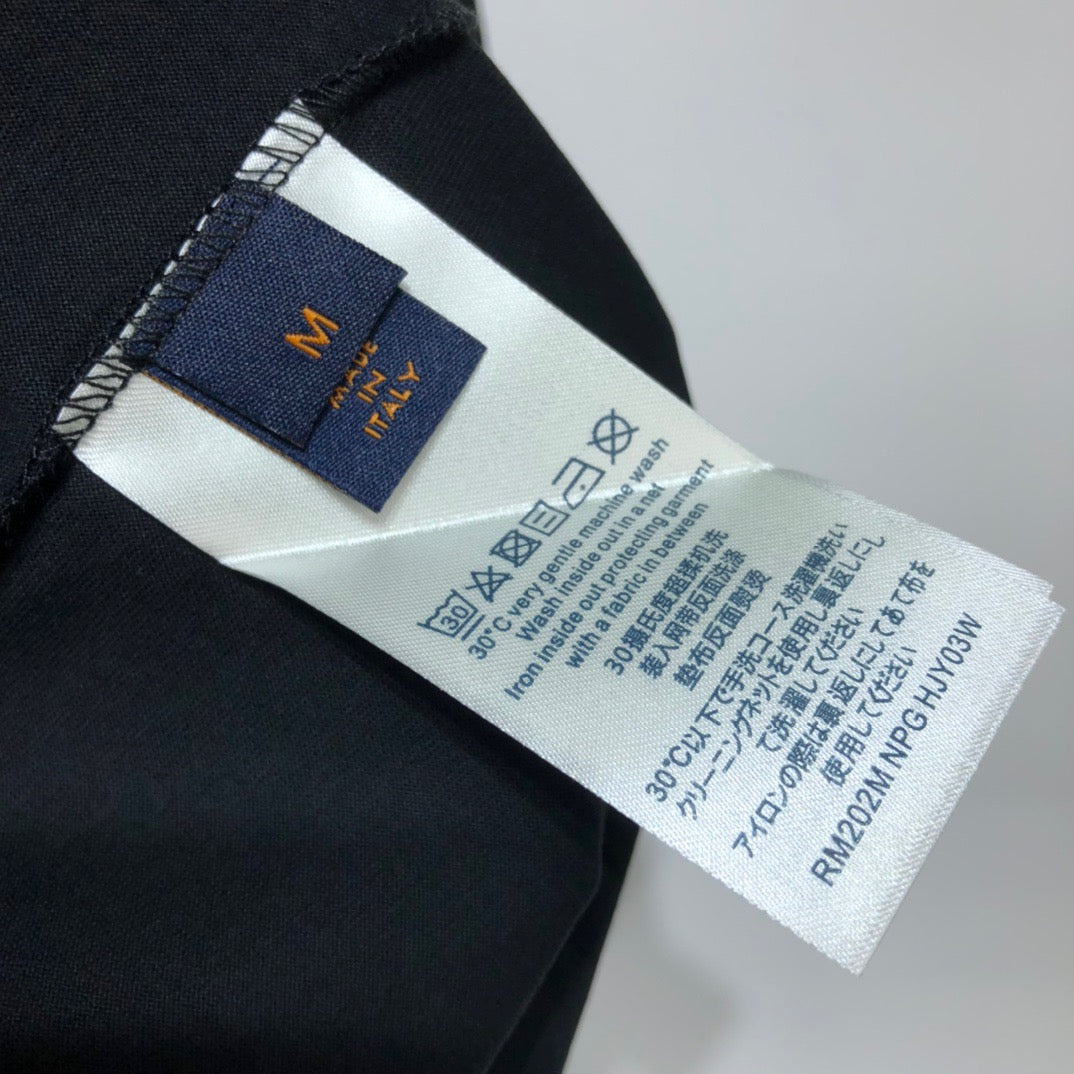 M
MADE
IN
ITALY
30
30℃ very gentle machine wash
Wash inside out in a net
Iron inside out protecting garment
with a fabric in between
30摄氏度超揉机洗
装入网带反面洗涤
垫布反面熨烫
30℃以下で手洗コース洗濯機洗い
クリーニングネットを使用し裏返しにし
て洗濯してください
アイロンの際は裏返しにしてあて布を
使用してください
RM202M NPG HJY03W